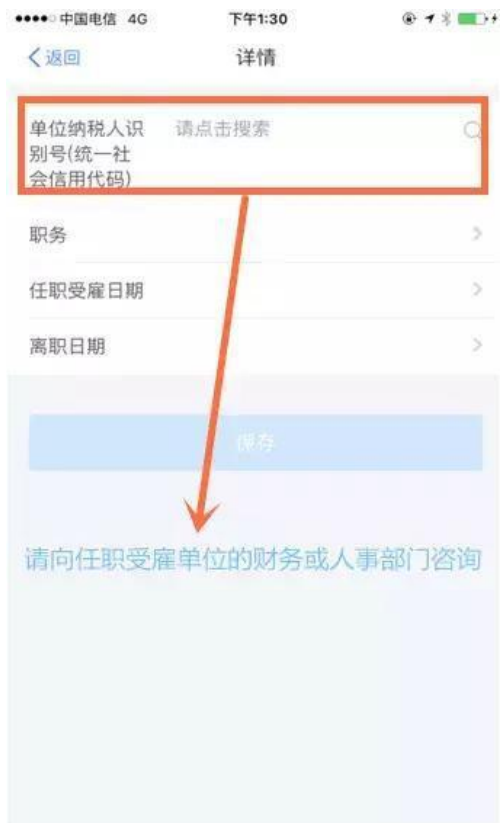 中国电信 4G 下午1:30
返回 详情
单位纳税人识 请点击搜索
别号(统一社
会信用代码)
职务
任职受雇日期
离职日期
保存
请向任职受雇单位的财务或人事部门咨询